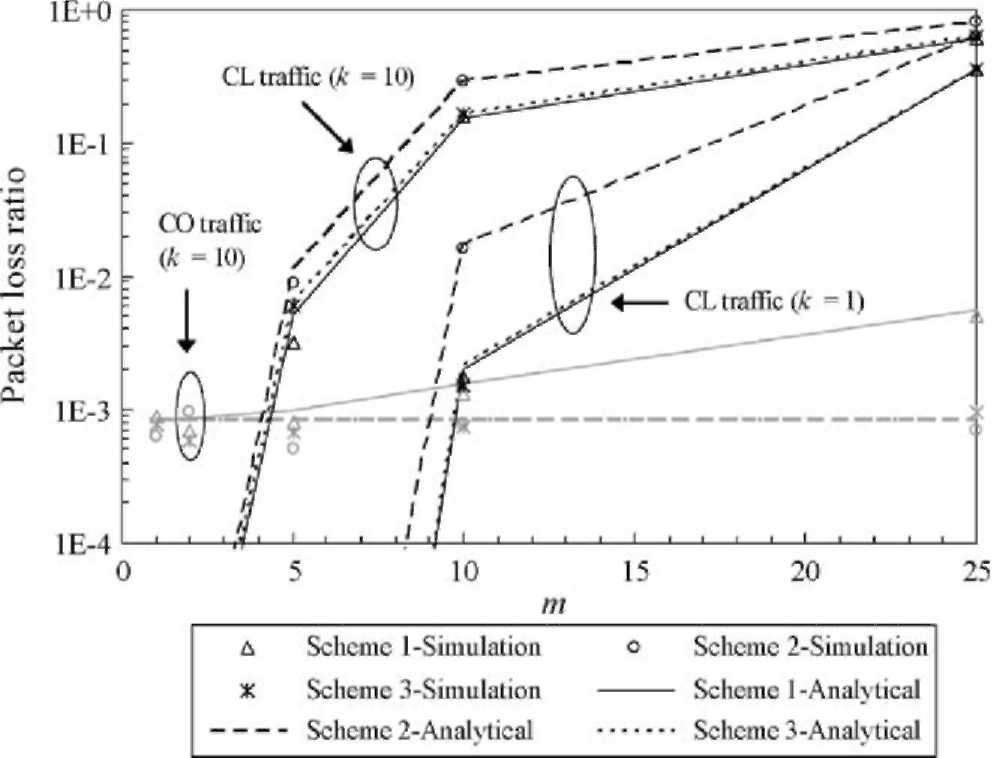 1E+0
1E-1
1E-2
1E-3
1E-4
Packet loss ratio
CL traffic (k = 10)
CO traffic
(k = 10)
CL traffic (k = 1)
0 5 10 15 20 25
m
Scheme 1-Simulation Scheme 2-Simulation
Scheme 3-Simulation Scheme 1-Analytical
Scheme 2-Analytical Scheme 3-Analytical